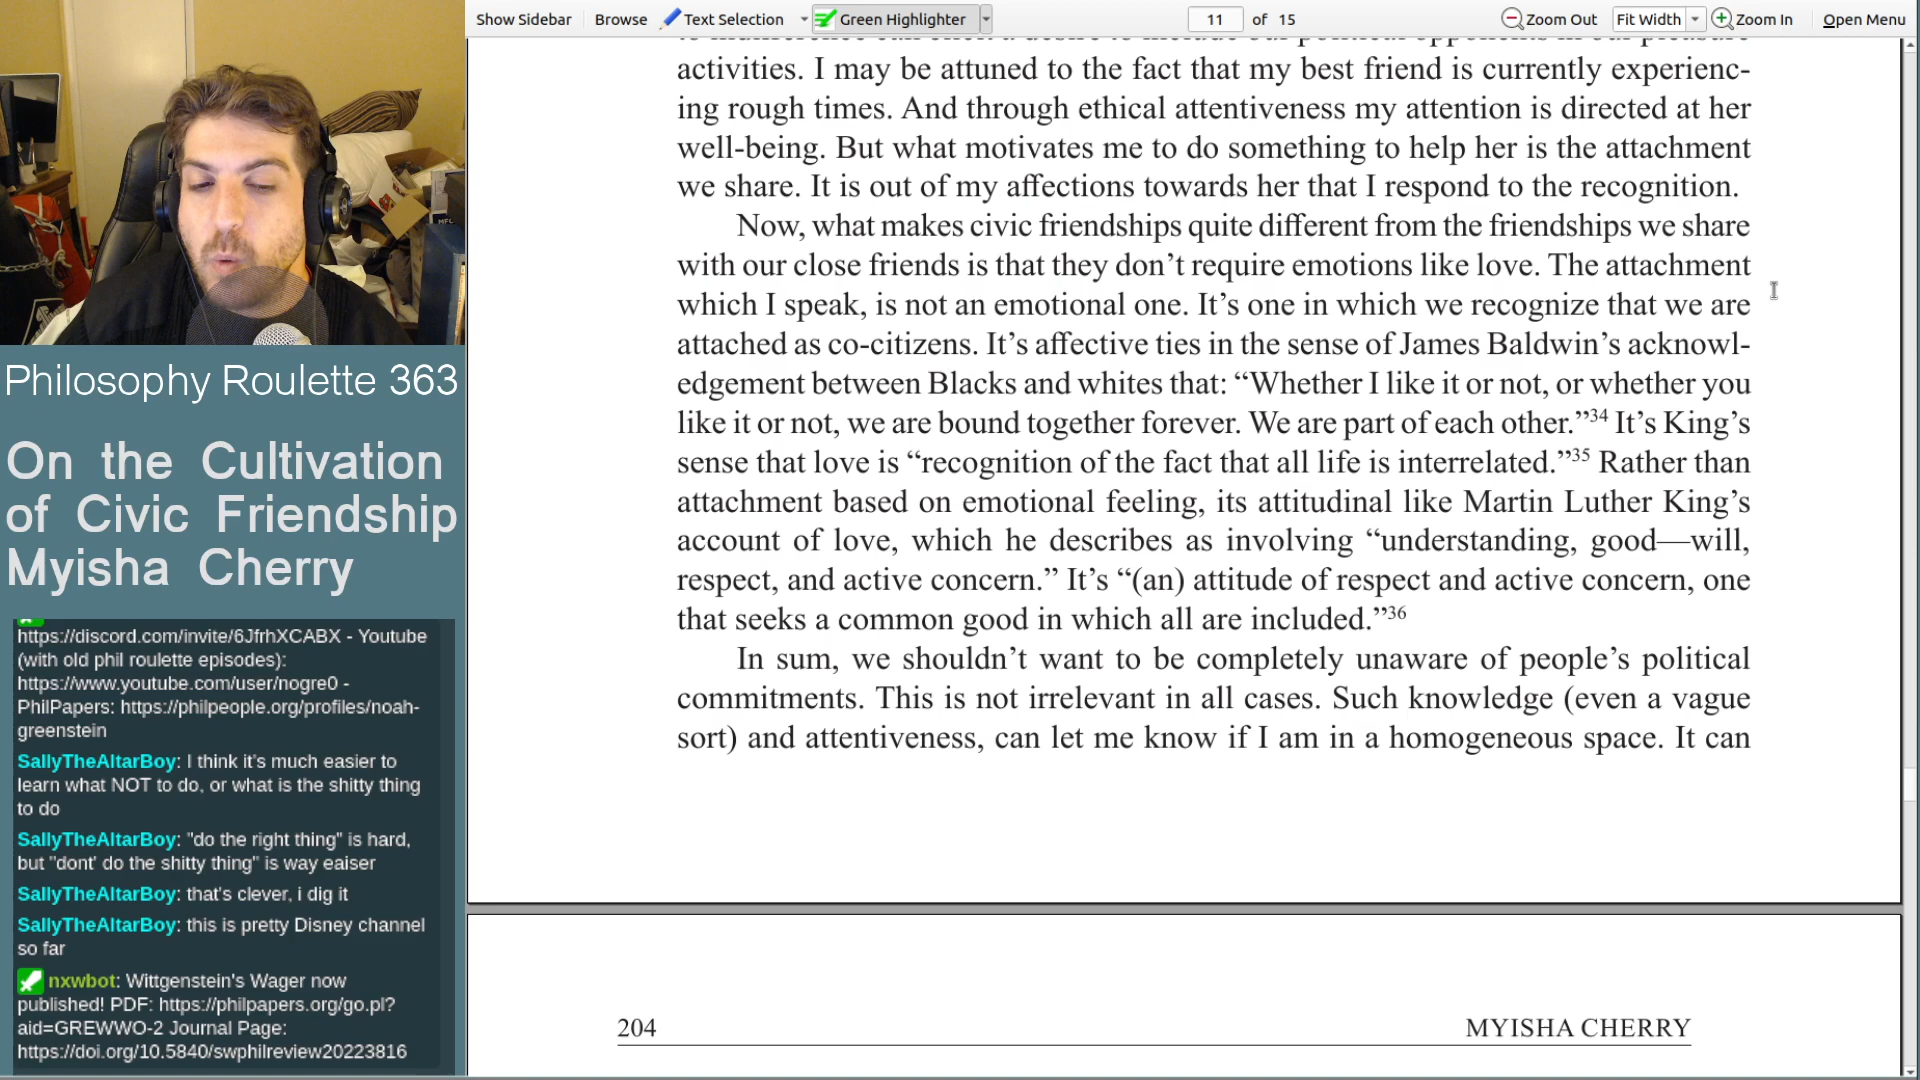 Show Sidebar Browse Text Selection Green Highlighter 11 of 15 Zoom Out Fit Width Zoom In Open Menu
activities. I may be attuned to the fact that my best friend is currently experienc-
ing rough times. And through ethical attentiveness my attention is directed at her
well-being. But what motivates me to do something to help her is the attachment
we share. It is out of my affections towards her that I respond to the recognition.
Now, what makes civic friendships quite different from the friendships we share
with our close friends is that they don’t require emotions like love. The attachment
which I speak, is not an emotional one. It’s one in which we recognize that we are
attached as co-citizens. It’s affective ties in the sense of James Baldwin’s acknowl-
edgement between Blacks and whites that: “Whether I like it or not, or whether you
like it or not, we are bound together forever. We are part of each other.”34 It’s King’s
sense that love is “recognition of the fact that all life is interrelated.”35 Rather than
attachment based on emotional feeling, its attitudinal like Martin Luther King’s
account of love, which he describes as involving “understanding, good—will,
respect, and active concern.” It’s “(an) attitude of respect and active concern, one
that seeks a common good in which all are included.”36
In sum, we shouldn’t want to be completely unaware of people’s political
commitments. This is not irrelevant in all cases. Such knowledge (even a vague
sort) and attentiveness, can let me know if I am in a homogeneous space. It can
204 MYISHA CHERRY
Philosophy Roulette 363
On the Cultivation
of Civic Friendship
Myisha Cherry
https://discord.com/invite/6JfrhXCABX - Youtube
(with old phil roulette episodes):
https://www.youtube.com/user/nogre0 -
PhilPapers: https://philpeople.org/profiles/noah-
greenstein
SallyTheAltarBoy: I think it's much easier to
learn what NOT to do, or what is the shitty thing
to do
SallyTheAltarBoy: "do the right thing" is hard,
but "dont' do the shitty thing" is way eaiser
SallyTheAltarBoy: that's clever, i dig it
SallyTheAltarBoy: this is pretty Disney channel
so far
nxwbot: Wittgenstein's Wager now
published! PDF: https://philpapers.org/go.pl?
aid=GREWWO-2 Journal Page:
https://doi.org/10.5840/swphilreview20223816